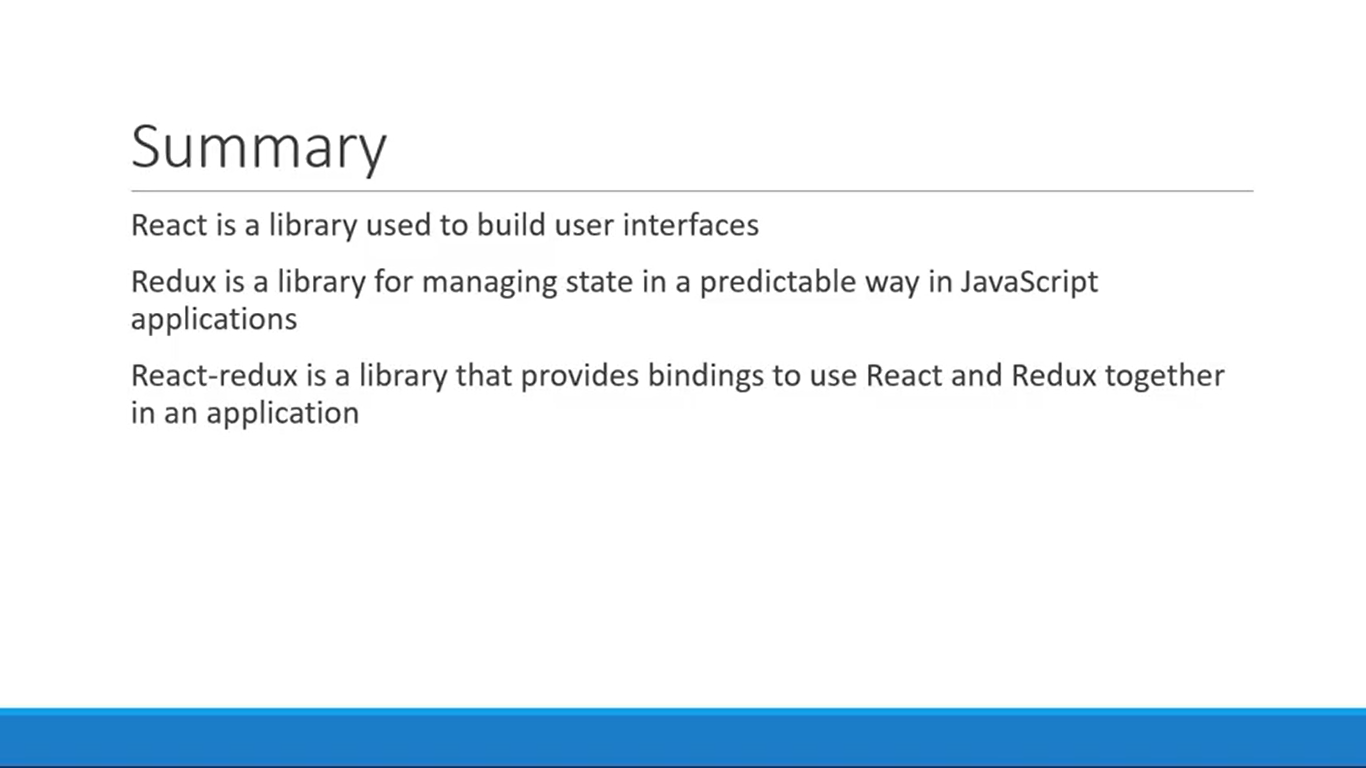 Summary
React is a library used to build user interfaces
Redux is a library for managing state in a predictable way in JavaScript
applications
React-redux is a library that provides bindings to use React and Redux together
in an application